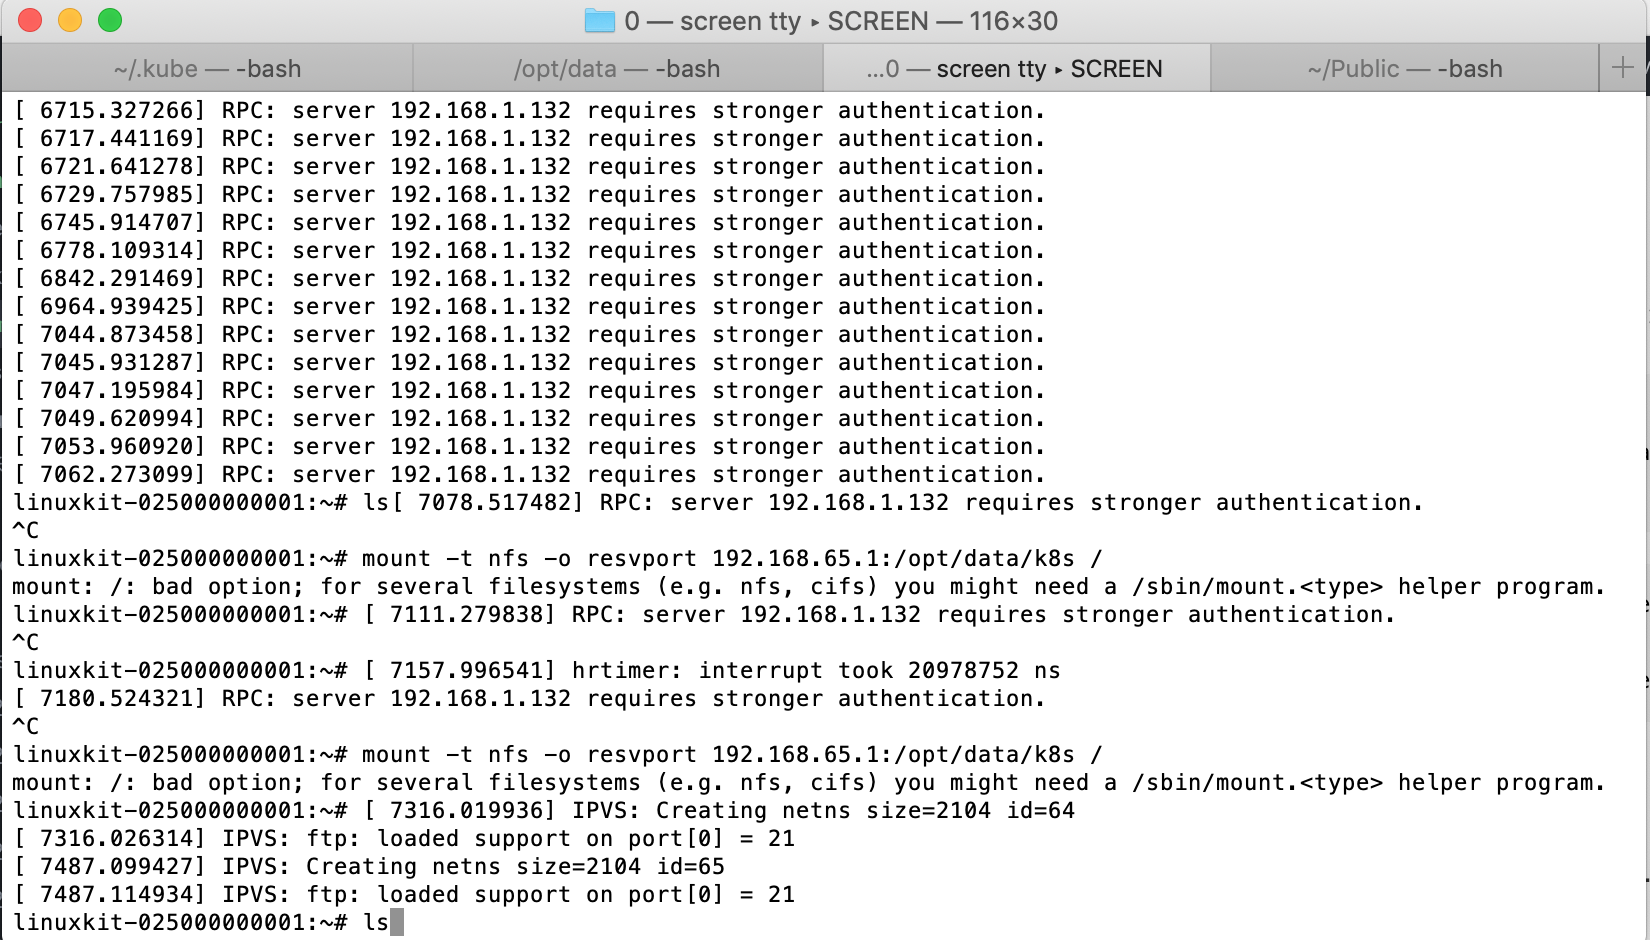 0 — screen tty ▸ SCREEN — 116×30
~/.kube — -bash
/opt/data — -bash
...0 — screen tty ▸ SCREEN
~/Public — -bash
[ 6715.327266] RPC: server 192.168.1.132 requires stronger authentication.
[ 6717.441169] RPC: server 192.168.1.132 requires stronger authentication.
[ 6721.641278] RPC: server 192.168.1.132 requires stronger authentication.
[ 6729.757985] RPC: server 192.168.1.132 requires stronger authentication.
[ 6745.914707] RPC: server 192.168.1.132 requires stronger authentication.
[ 6778.109314] RPC: server 192.168.1.132 requires stronger authentication.
[ 6842.291469] RPC: server 192.168.1.132 requires stronger authentication.
[ 6964.939425] RPC: server 192.168.1.132 requires stronger authentication.
[ 7044.873458] RPC: server 192.168.1.132 requires stronger authentication.
[ 7045.931287] RPC: server 192.168.1.132 requires stronger authentication.
[ 7047.195984] RPC: server 192.168.1.132 requires stronger authentication.
[ 7049.620994] RPC: server 192.168.1.132 requires stronger authentication.
[ 7053.960920] RPC: server 192.168.1.132 requires stronger authentication.
[ 7062.273099] RPC: server 192.168.1.132 requires stronger authentication.
linuxkit-025000000001:~# ls[ 7078.517482] RPC: server 192.168.1.132 requires stronger authentication.
^C
linuxkit-025000000001:~# mount -t nfs -o resvport 192.168.65.1:/opt/data/k8s /
mount: /: bad option; for several filesystems (e.g. nfs, cifs) you might need a /sbin/mount.<type> helper program.
linuxkit-025000000001:~# [ 7111.279838] RPC: server 192.168.1.132 requires stronger authentication.
^C
linuxkit-025000000001:~# [ 7157.996541] hrtimer: interrupt took 20978752 ns
[ 7180.524321] RPC: server 192.168.1.132 requires stronger authentication.
^C
linuxkit-025000000001:~# mount -t nfs -o resvport 192.168.65.1:/opt/data/k8s /
mount: /: bad option; for several filesystems (e.g. nfs, cifs) you might need a /sbin/mount.<type> helper program.
linuxkit-025000000001:~# [ 7316.019936] IPVS: Creating netns size=2104 id=64
[ 7316.026314] IPVS: ftp: loaded support on port[0] = 21
[ 7487.099427] IPVS: Creating netns size=2104 id=65
[ 7487.114934] IPVS: ftp: loaded support on port[0] = 21
linuxkit-025000000001:~# ls